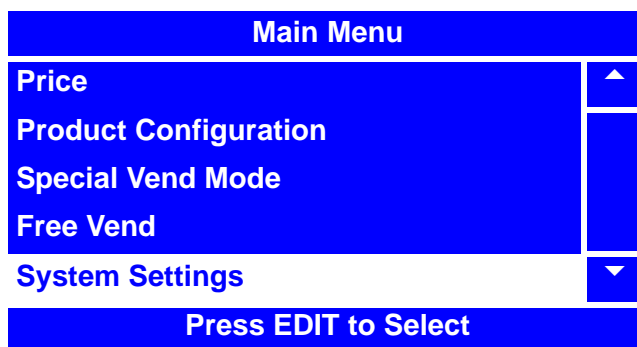 Main Menu
Price
Product Configuration
Special Vend Mode
Free Vend
System Settings
Press EDIT to Select